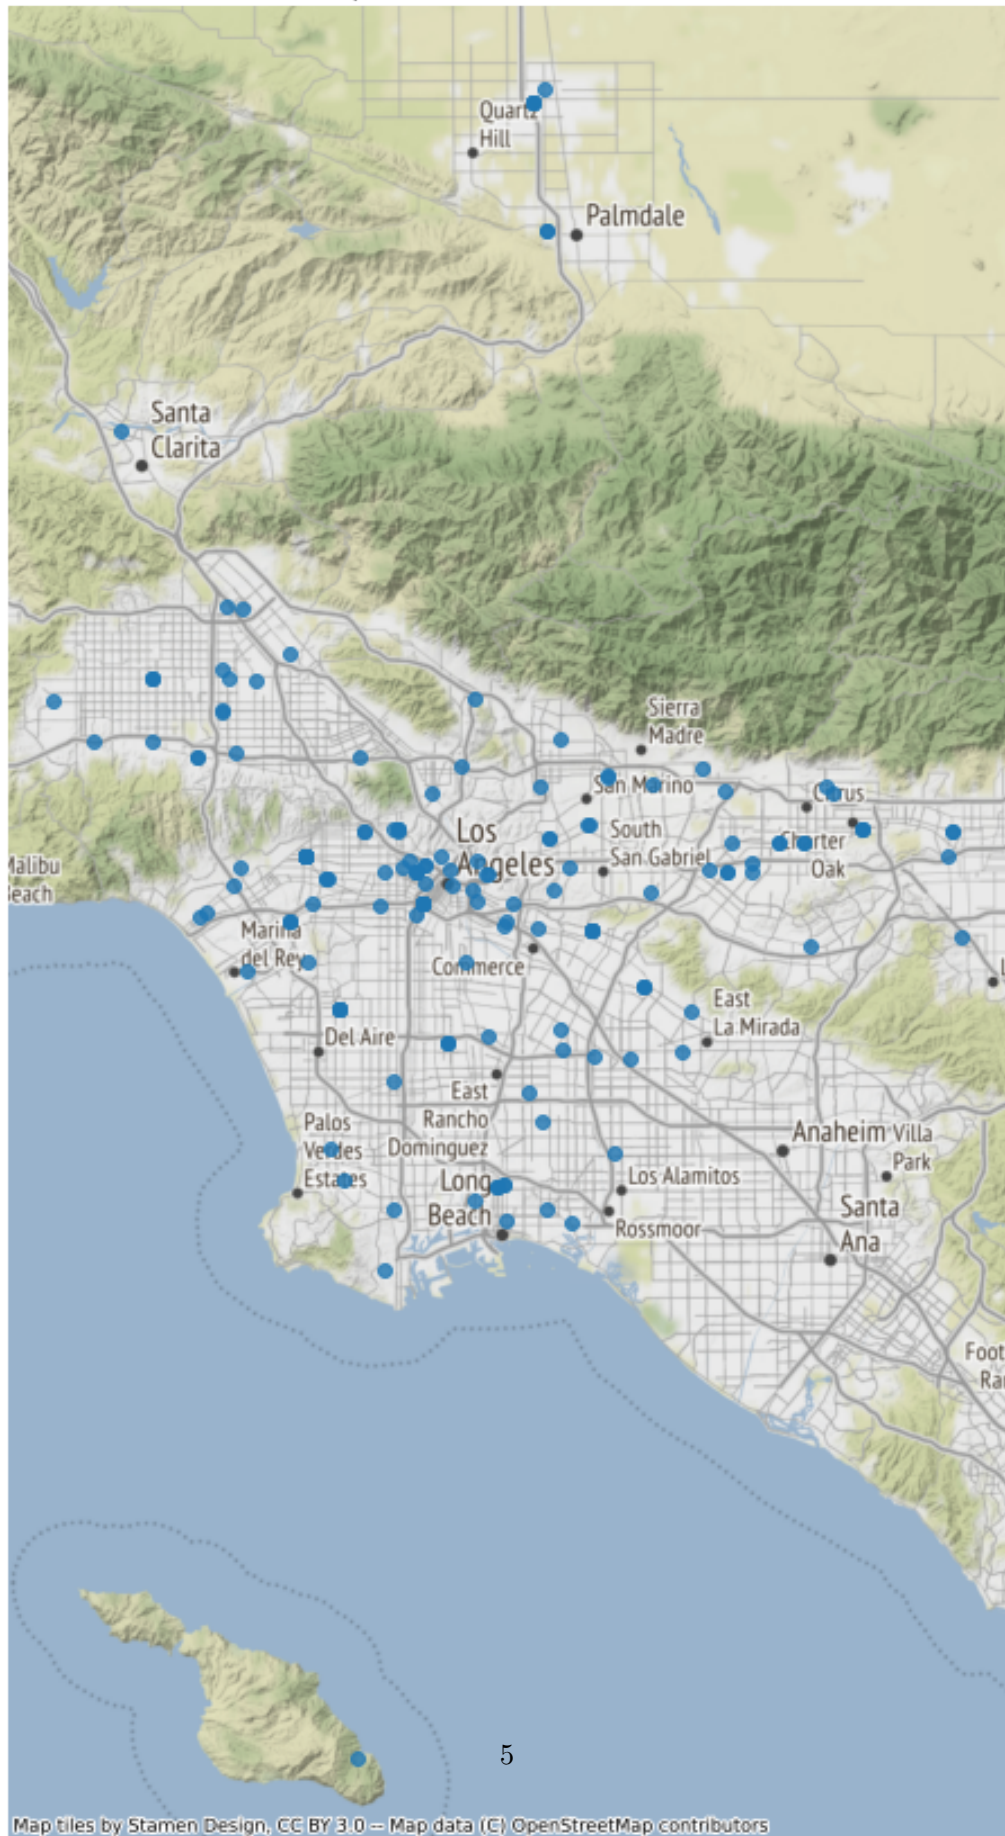 Quartz
Hill
Palmdale
Santa
Clarita
Sierra
Madre
San Marino
Citrus
Los
Angeles
South
San Gabriel
Charter
Oak
Malibu
Beach
Marina
del Rey
Commerce
East
La Mirada
Del Aire
East
Rancho
Dominguez
Palos
Verdes
Estates
Anaheim
Villa
Park
Long
Beach
Los Alamitos
Rossmoor
Santa
Ana
5
Map tiles by Stamen Design, CC BY 3.0 -- Map data (C) OpenStreetMap contributors